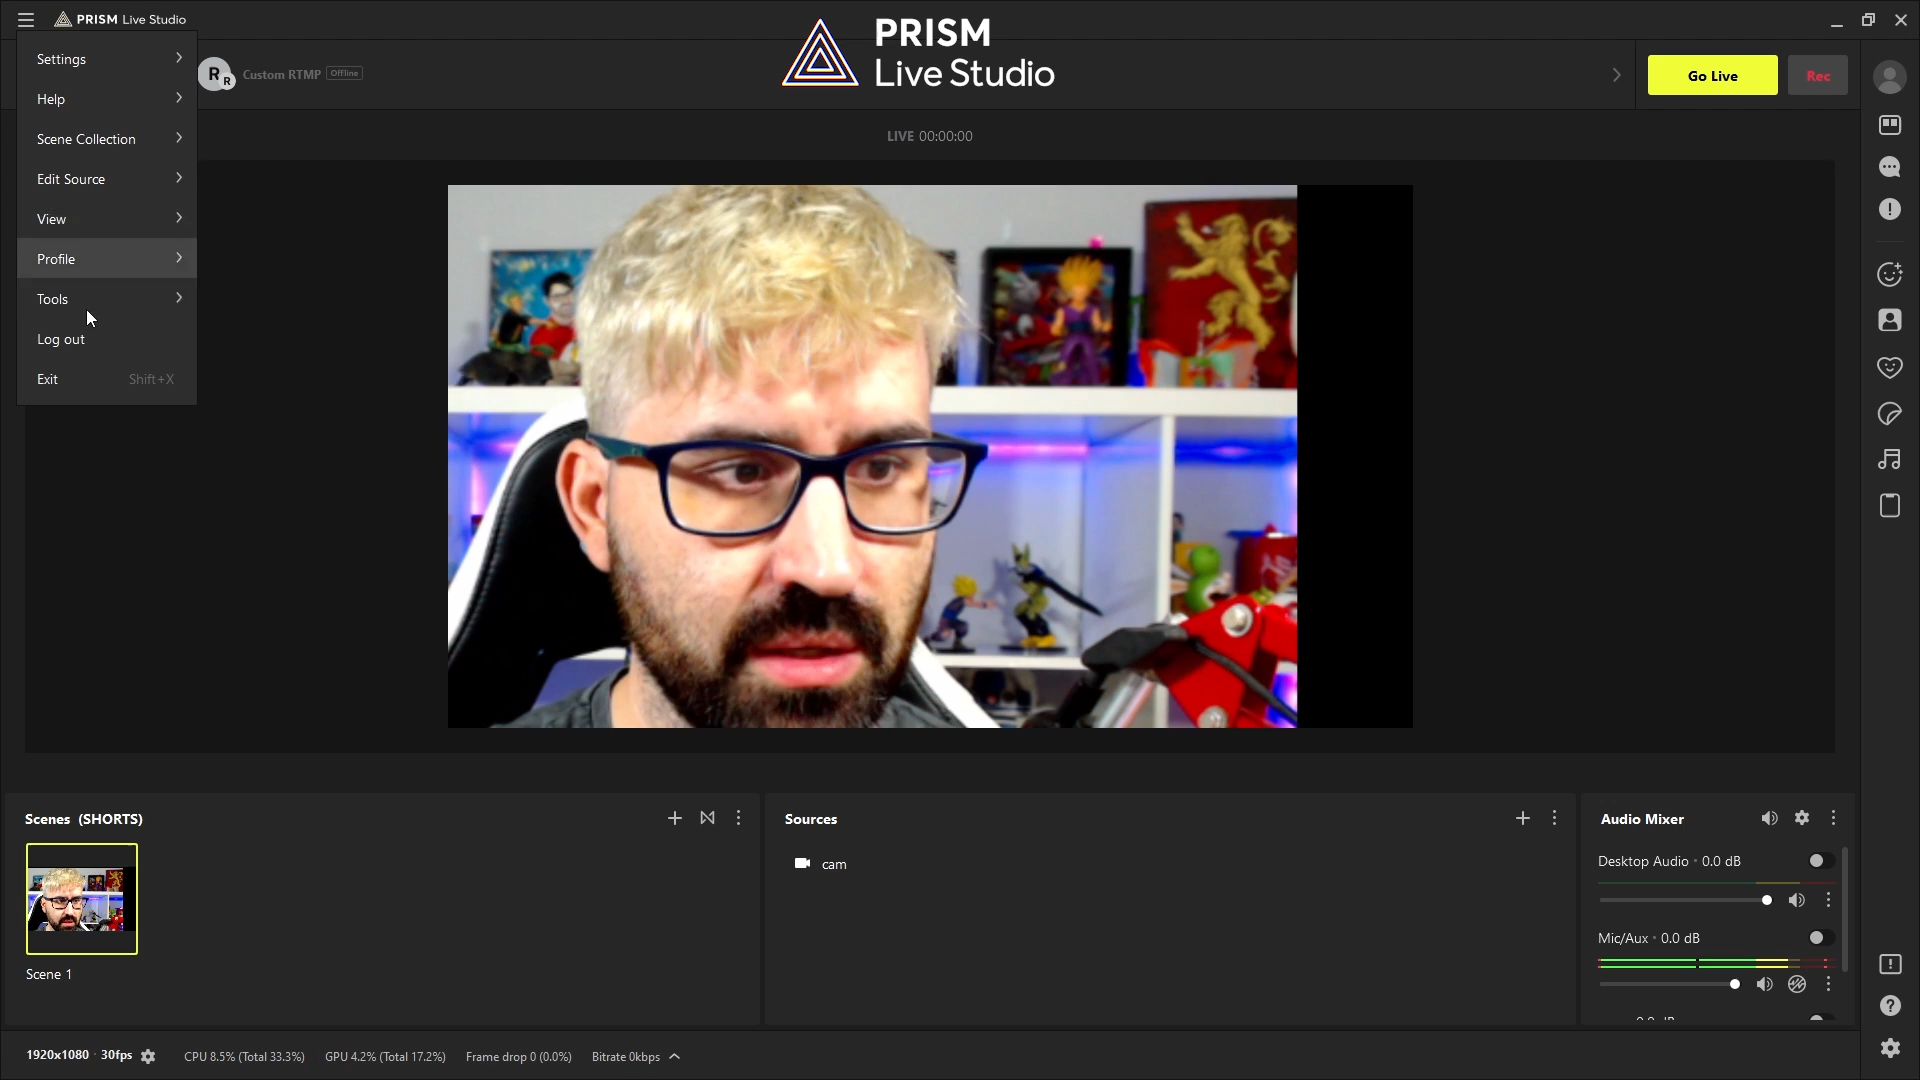 PRISM Live Studio
PRISM
Live Studio
Settings
Help
Scene Collection
Edit Source
View
Profile
Tools
Log out
Exit Shift+X
R R Custom RTMP Offline
Go Live
Rec
LIVE 00:00:00
Scenes (SHORTS)
Scene 1
Sources
cam
Audio Mixer
Desktop Audio • 0.0 dB
Mic/Aux • 0.0 dB
1920x1080 · 30fps CPU 8.5% (Total 33.3%) GPU 4.2% (Total 17.2%) Frame drop 0 (0.0%) Bitrate 0kbps